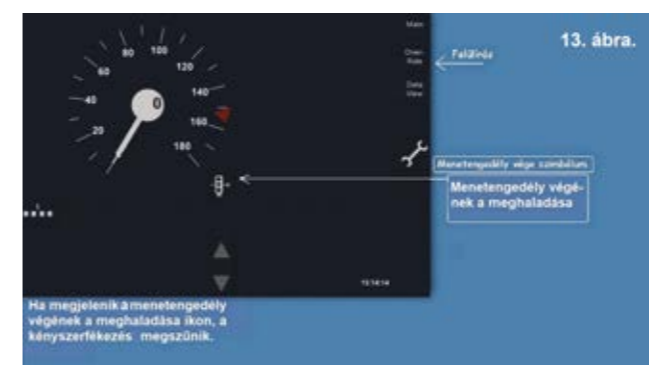 13. ábra.
Main
Over-
Ride
Data
View
Felülírás
20
40
60
80
100
120
140
160
180
0
Menetengedély vége szimbólum
Menetengedély végé-
nek a meghaladása
Ha megjelenik a menetengedély
végének a meghaladása ikon, a
kényszerfékezés megszűnik.